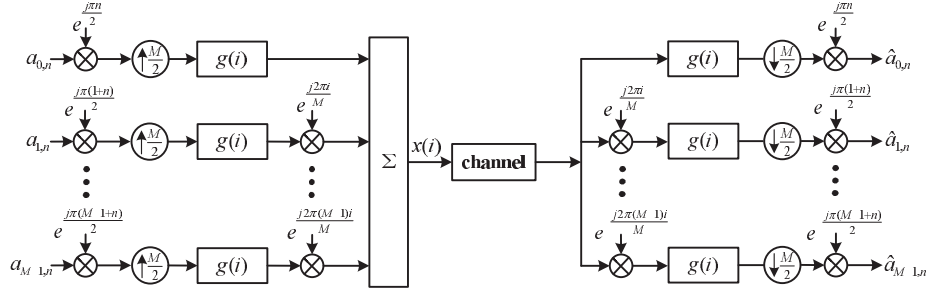 e^{jπn/2} e^{jπn/2}
a_{0,n} ↑M/2 g(i) g(i) ↓M/2 â_{0,n}
e^{jπ(1+n)/2} e^{j2πi/M} e^{j2πi/M} e^{jπ(1+n)/2}
a_{1,n} ↑M/2 g(i) Σ x(i) channel g(i) ↓M/2 â_{1,n}
e^{jπ(M 1+n)/2} e^{j2π(M 1)i/M} e^{j2π(M 1)i/M} e^{jπ(M 1+n)/2}
a_{M 1,n} ↑M/2 g(i) g(i) ↓M/2 â_{M 1,n}